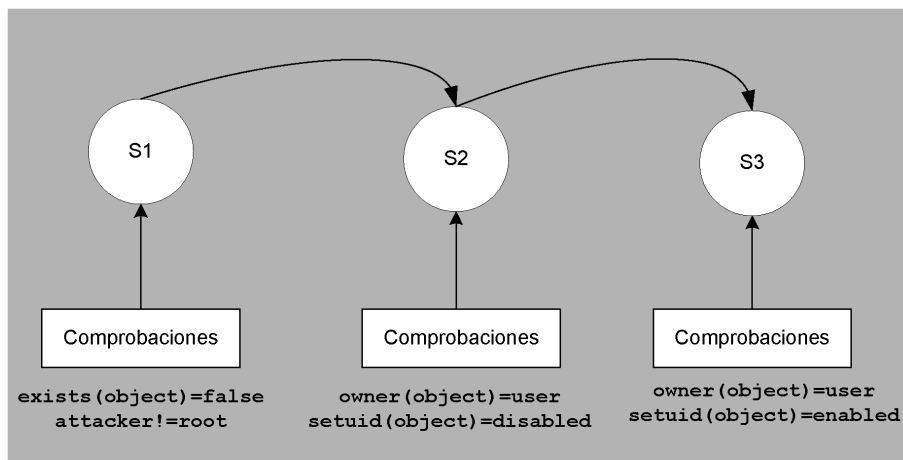 S1
S2
S3
Comprobaciones
Comprobaciones
Comprobaciones
exists(object)=false
attacker!=root
owner(object)=user
setuid(object)=disabled
owner(object)=user
setuid(object)=enabled